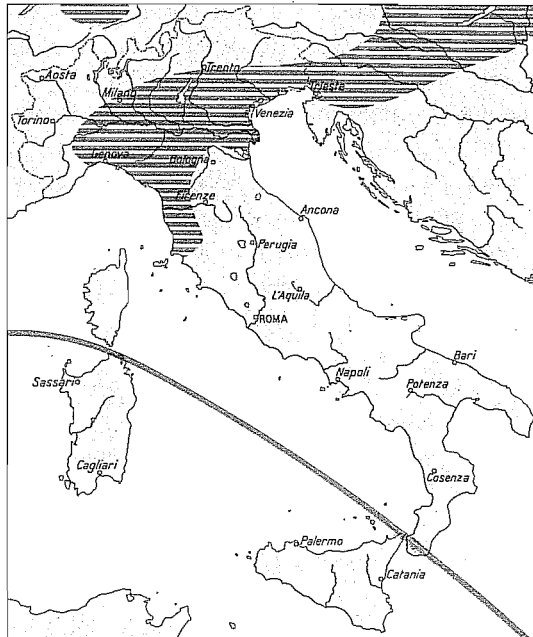 Trento
Aosta
Milano
Trieste
Venezia
Torino
Genova
Bologna
Firenze
Ancona
Perugia
L'Aquila
ROMA
Bari
Napoli
Sassari
Potenza
Cagliari
Cosenza
Palermo
Catania